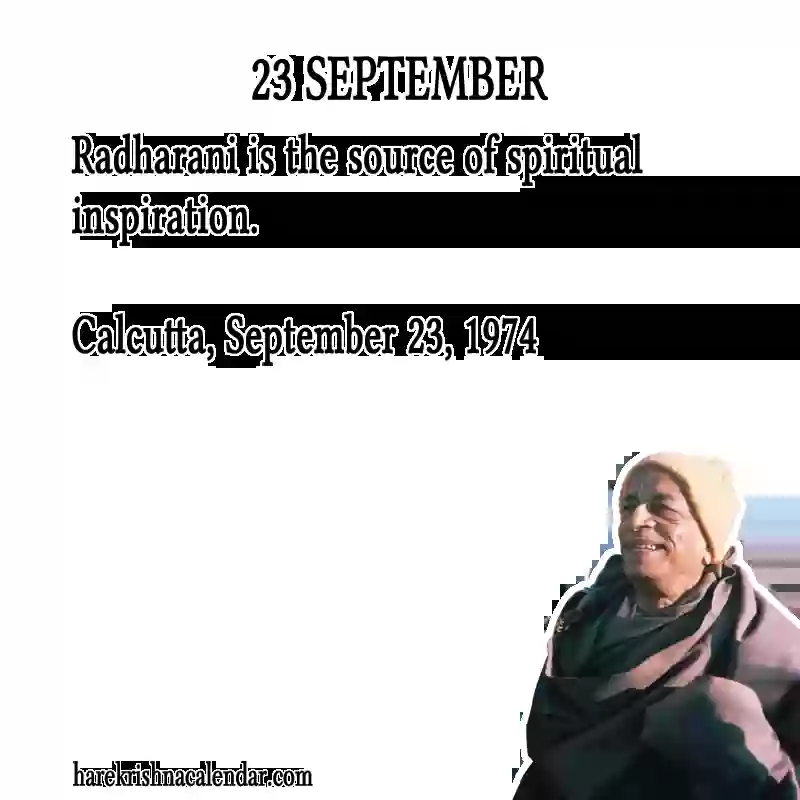 23 SEPTEMBER
Radharani is the source of spiritual
inspiration.
Calcutta, September 23, 1974
harekrishnacalendar.com